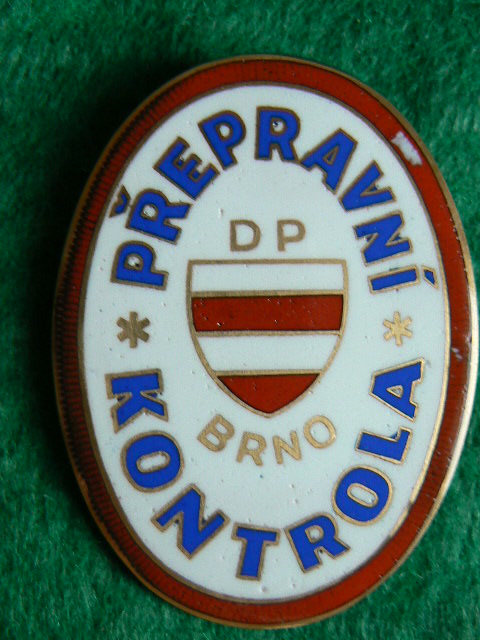 PŘEPRAVNÍ
DP
BRNO
* KONTROLA *